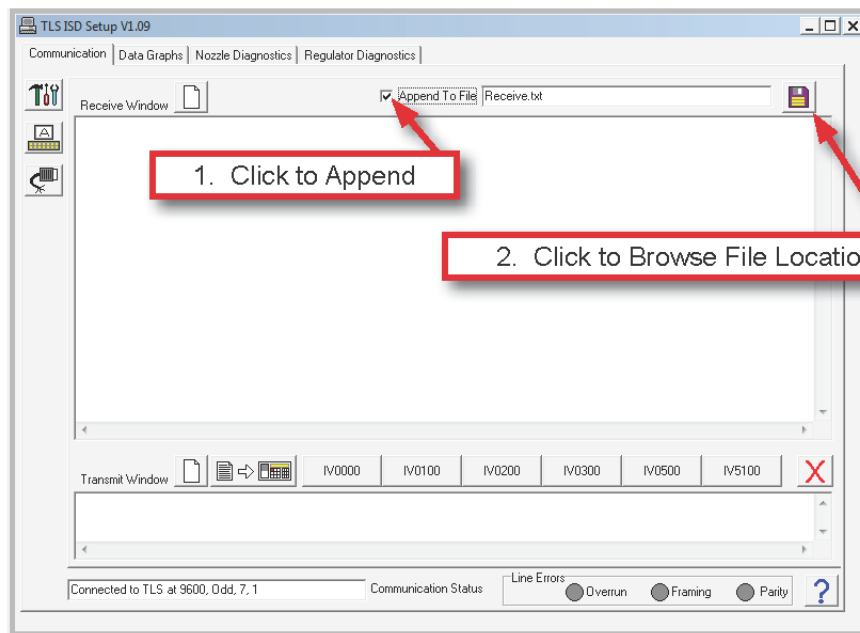 TLS ISD Setup V1.09
Communication Data Graphs Nozzle Diagnostics Regulator Diagnostics
Receive Window Append To File Receive.txt
A
1. Click to Append
2. Click to Browse File Locatio
Transmit Window IV0000 IV0100 IV0200 IV0300 IV0500 IV5100
Connected to TLS at 9600, Odd, 7, 1 Communication Status Line Errors Overrun Framing Parity ?